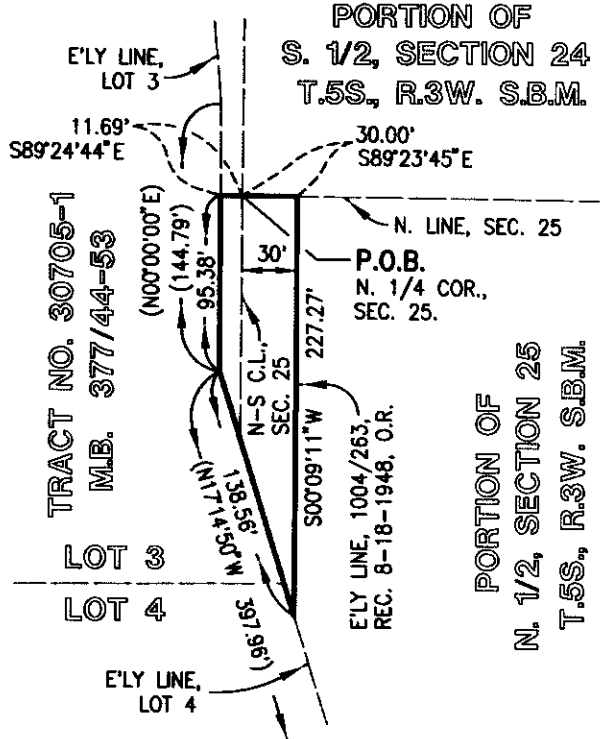 PORTION OF
S. 1/2, SECTION 24
T.5S., R.3W. S.B.M.
E'LY LINE,
LOT 3
11.69'
S89°24'44"E
30.00'
S89°23'45"E
N. LINE, SEC. 25
P.O.B.
N. 1/4 COR.,
SEC. 25.
30'
(N00°00'00"E)
(144.79')
95.38'
TRACT NO. 30705-1
M.B. 377/44-53
N-S C.L.,
SEC. 25
227.27'
S00°09'11"W
E'LY LINE, 1004/263,
REC. 8-18-1948, O.R.
PORTION OF
N. 1/2, SECTION 25
T.5S., R.3W. S.B.M.
138.56'
(N17°14'50"W
397.96')
LOT 3
LOT 4
E'LY LINE,
LOT 4